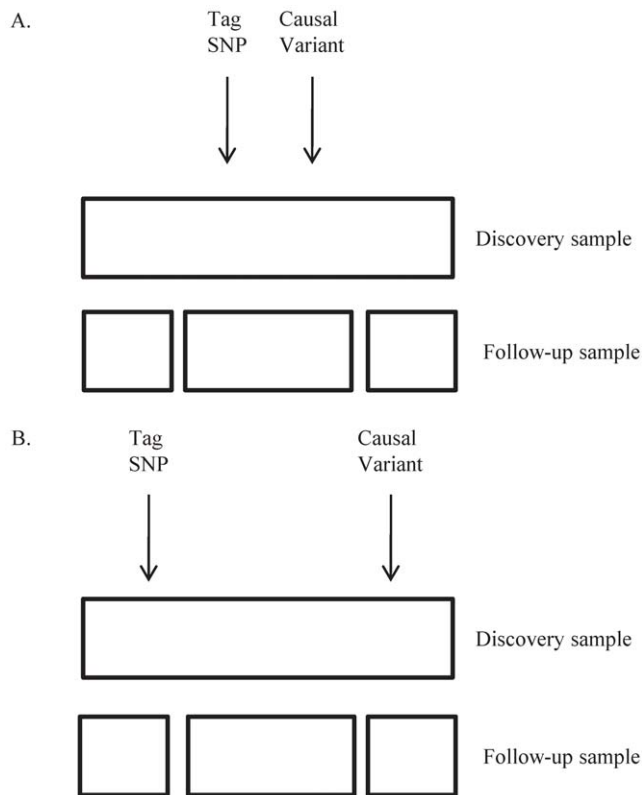 A.
Tag Causal
SNP Variant
Discovery sample
Follow-up sample
B.
Tag Causal
SNP Variant
Discovery sample
Follow-up sample